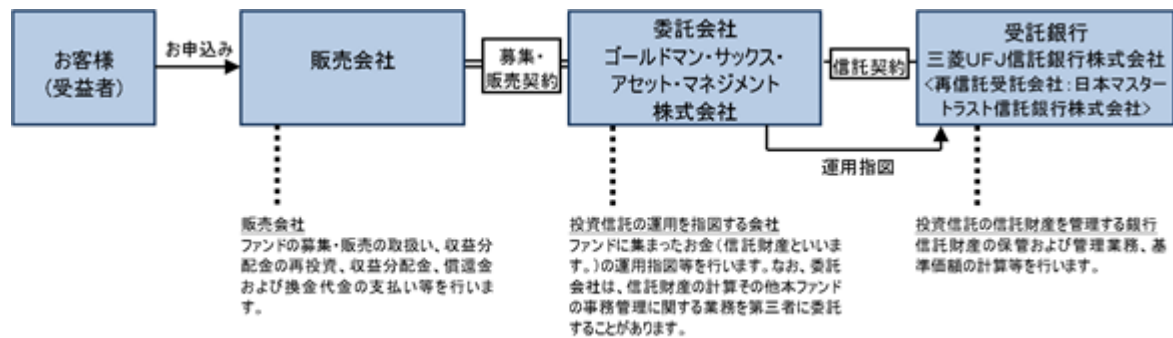 お客様
(受益者)
お申込み
販売会社
募集・
販売契約
委託会社
ゴールドマン・サックス・
アセット・マネジメント
株式会社
信託契約
受託銀行
三菱UFJ信託銀行株式会社
<再信託受託会社:日本マスター
トラスト信託銀行株式会社>
運用指図
販売会社
ファンドの募集・販売の取扱い、収益分
配金の再投資、収益分配金、償還金
および換金代金の支払い等を行いま
す。
投資信託の運用を指図する会社
ファンドに集まったお金(信託財産といいま
す。)の運用指図等を行います。なお、委託
会社は、信託財産の計算その他本ファンド
の事務管理に関する業務を第三者に委託
することがあります。
投資信託の信託財産を管理する銀行
信託財産の保管および管理業務、基
準価額の計算等を行います。